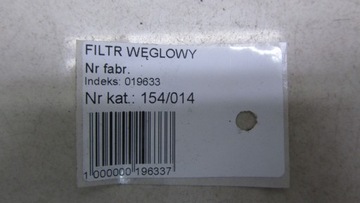 FILTR WĘGLOWY
Nr fabr.
Indeks: 019633
Nr kat.: 154/014
1 000000 196337